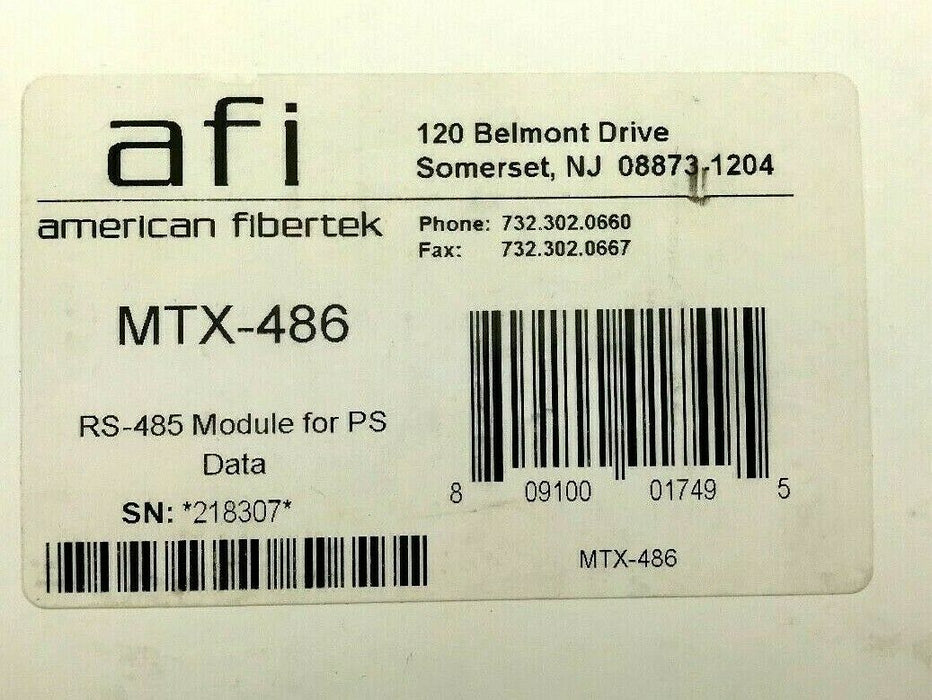 afi
american fibertek
120 Belmont Drive
Somerset, NJ 08873-1204
Phone: 732.302.0660
Fax: 732.302.0667
MTX-486
RS-485 Module for PS
Data
SN: *218307*
8 09100 01749 5
MTX-486